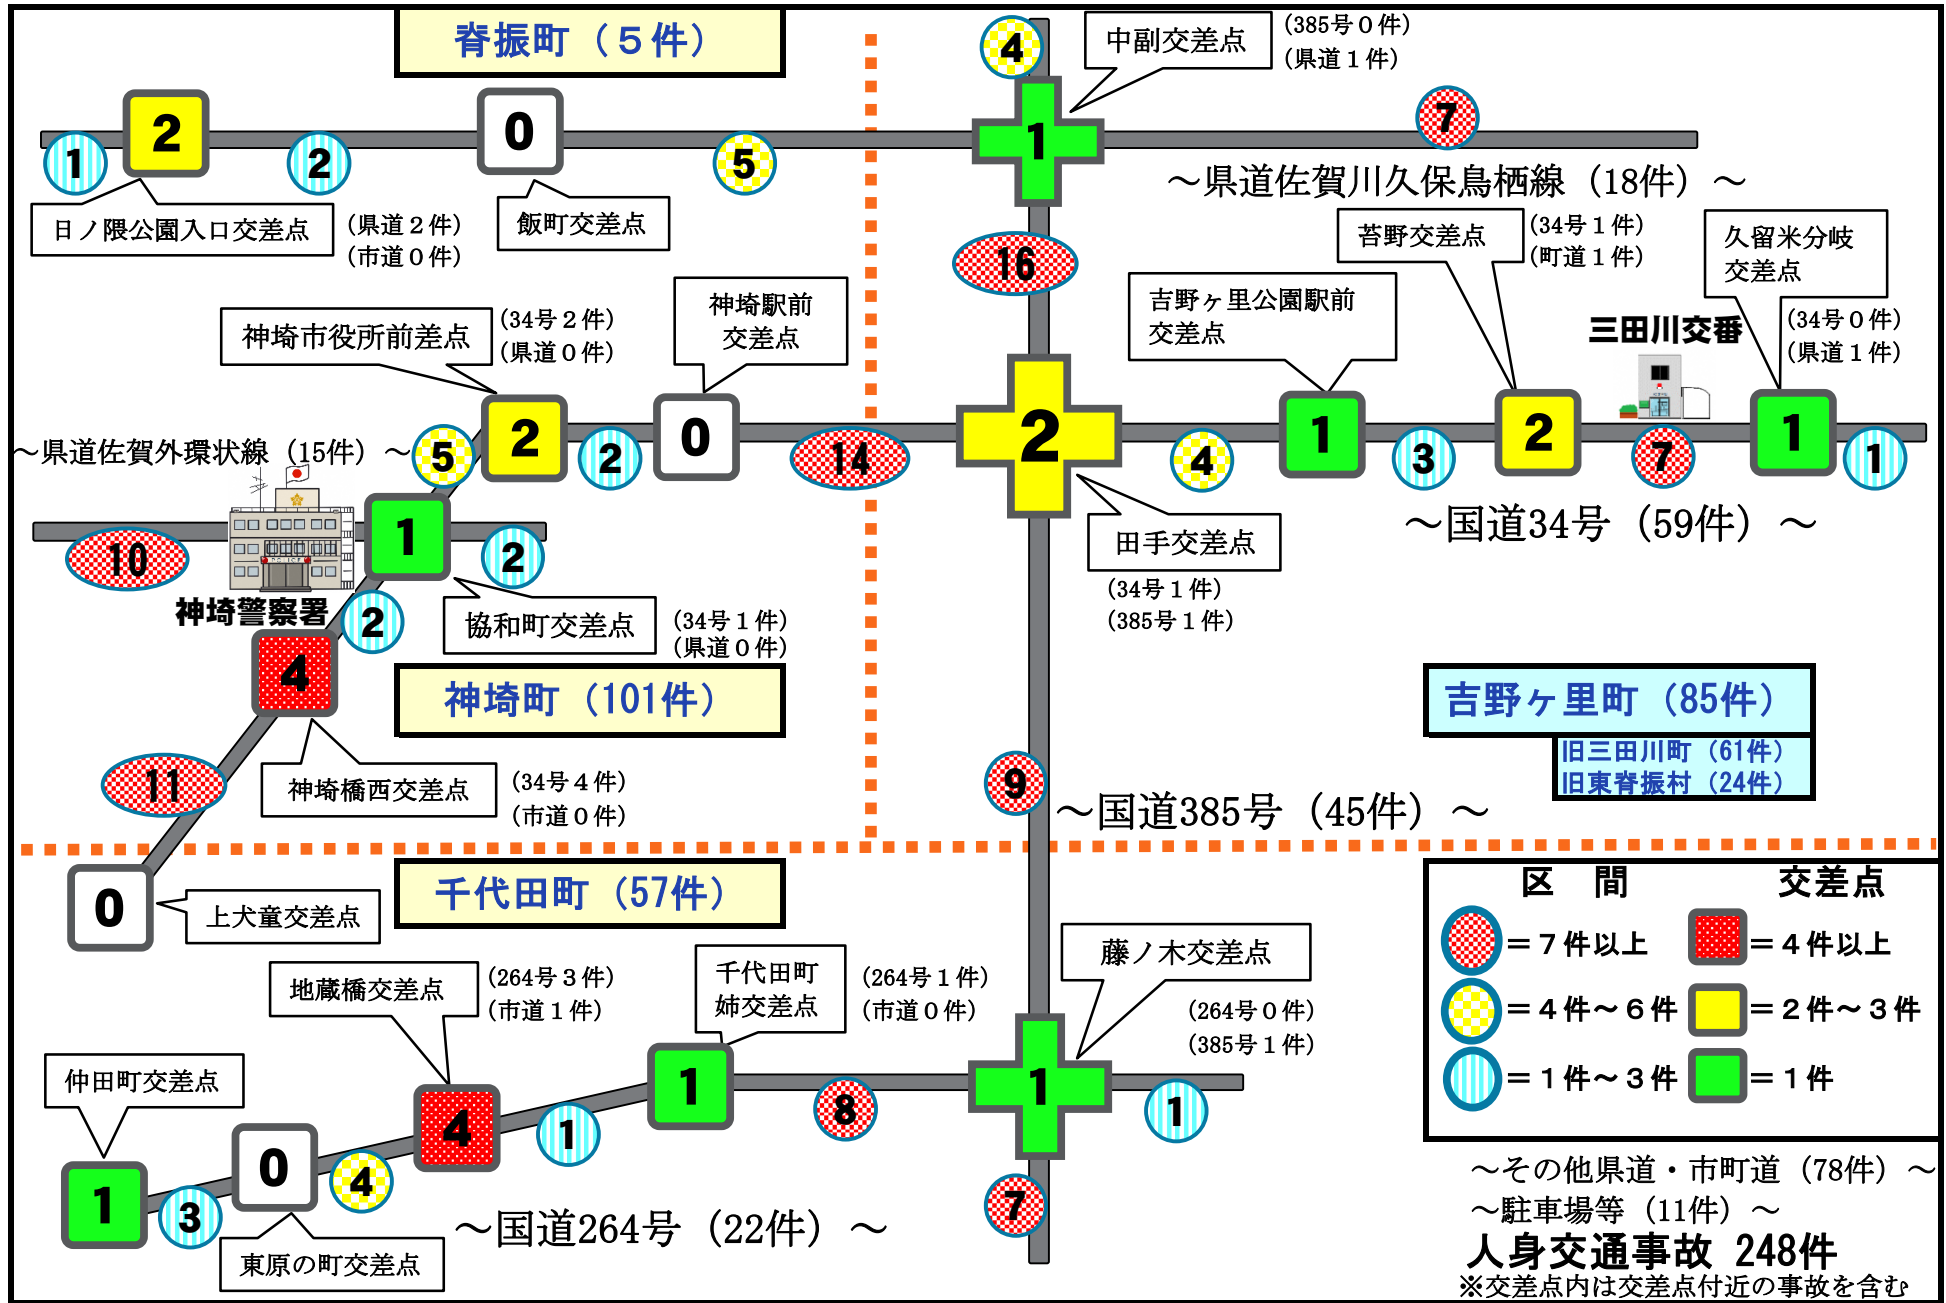 脊振町（５件）
4
中副交差点
(385号０件)
(県道１件)
1
2
2
0
5
1
7
～県道佐賀川久保鳥栖線（18件）～
日ノ隈公園入口交差点
(県道２件)
(市道０件)
飯町交差点
16
苔野交差点
(34号１件)
(町道１件)
久留米分岐
交差点
(34号０件)
(県道１件)
神埼市役所前差点
(34号２件)
(県道０件)
神埼駅前
交差点
吉野ヶ里公園駅前
交差点
三田川交番
～県道佐賀外環状線（15件）～
5
2
2
0
14
2
4
1
3
2
7
1
1
～国道34号（59件）～
田手交差点
(34号１件)
(385号１件)
10
1
2
POLICE
神埼警察署
2
協和町交差点
(34号１件)
(県道０件)
4
神埼町（101件）
吉野ヶ里町（85件）
旧三田川町（61件）
旧東脊振村（24件）
11
神埼橋西交差点
(34号４件)
(市道０件)
9
～国道385号（45件）～
0
上犬童交差点
千代田町（57件）
区　間
交差点
＝７件以上
＝４件以上
＝４件～６件
＝２件～３件
＝１件～３件
＝１件
地蔵橋交差点
(264号３件)
(市道１件)
千代田町
姉交差点
(264号１件)
(市道０件)
藤ノ木交差点
(264号０件)
(385号１件)
仲田町交差点
1
3
0
4
4
1
1
8
1
1
7
東原の町交差点
～国道264号（22件）～
～その他県道・市町道（78件）～
～駐車場等（11件）～
人身交通事故 248件
※交差点内は交差点付近の事故を含む